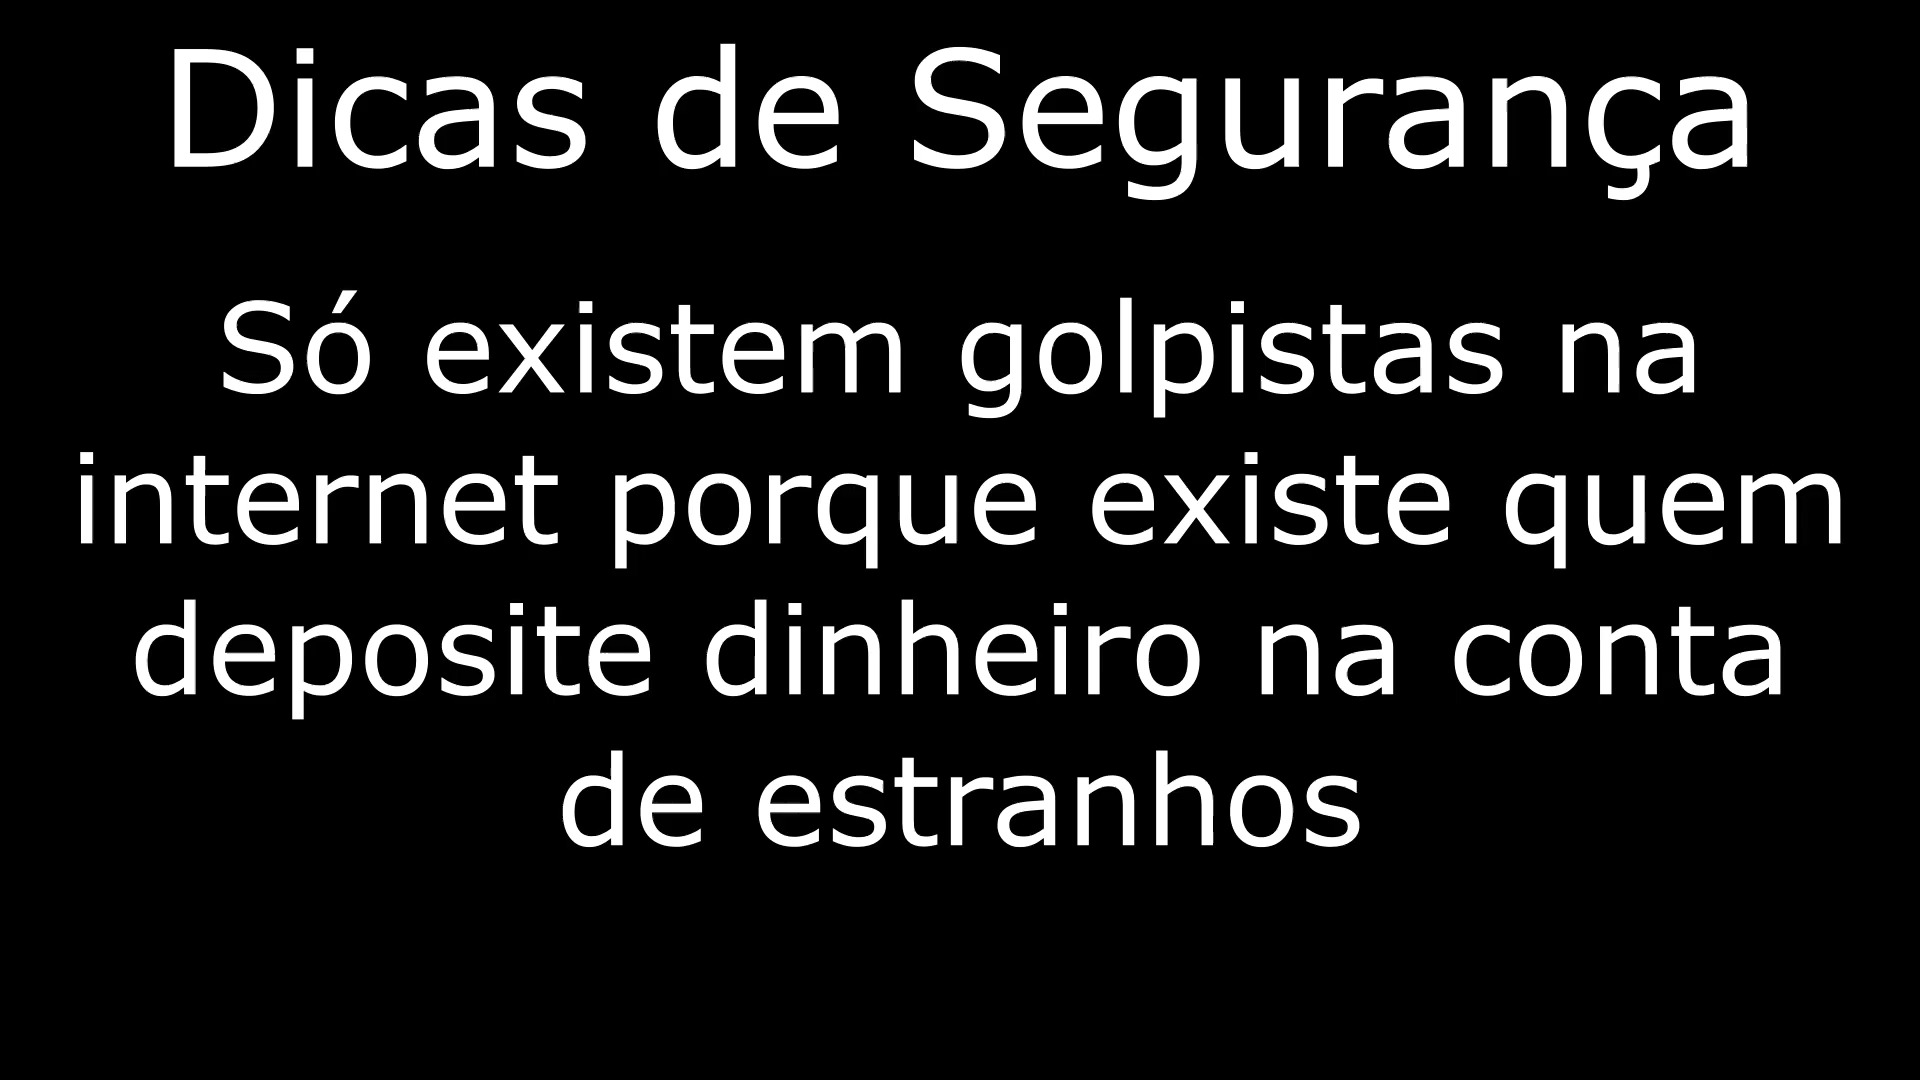 Dicas de Segurança
Só existem golpistas na
internet porque existe quem
deposite dinheiro na conta
de estranhos